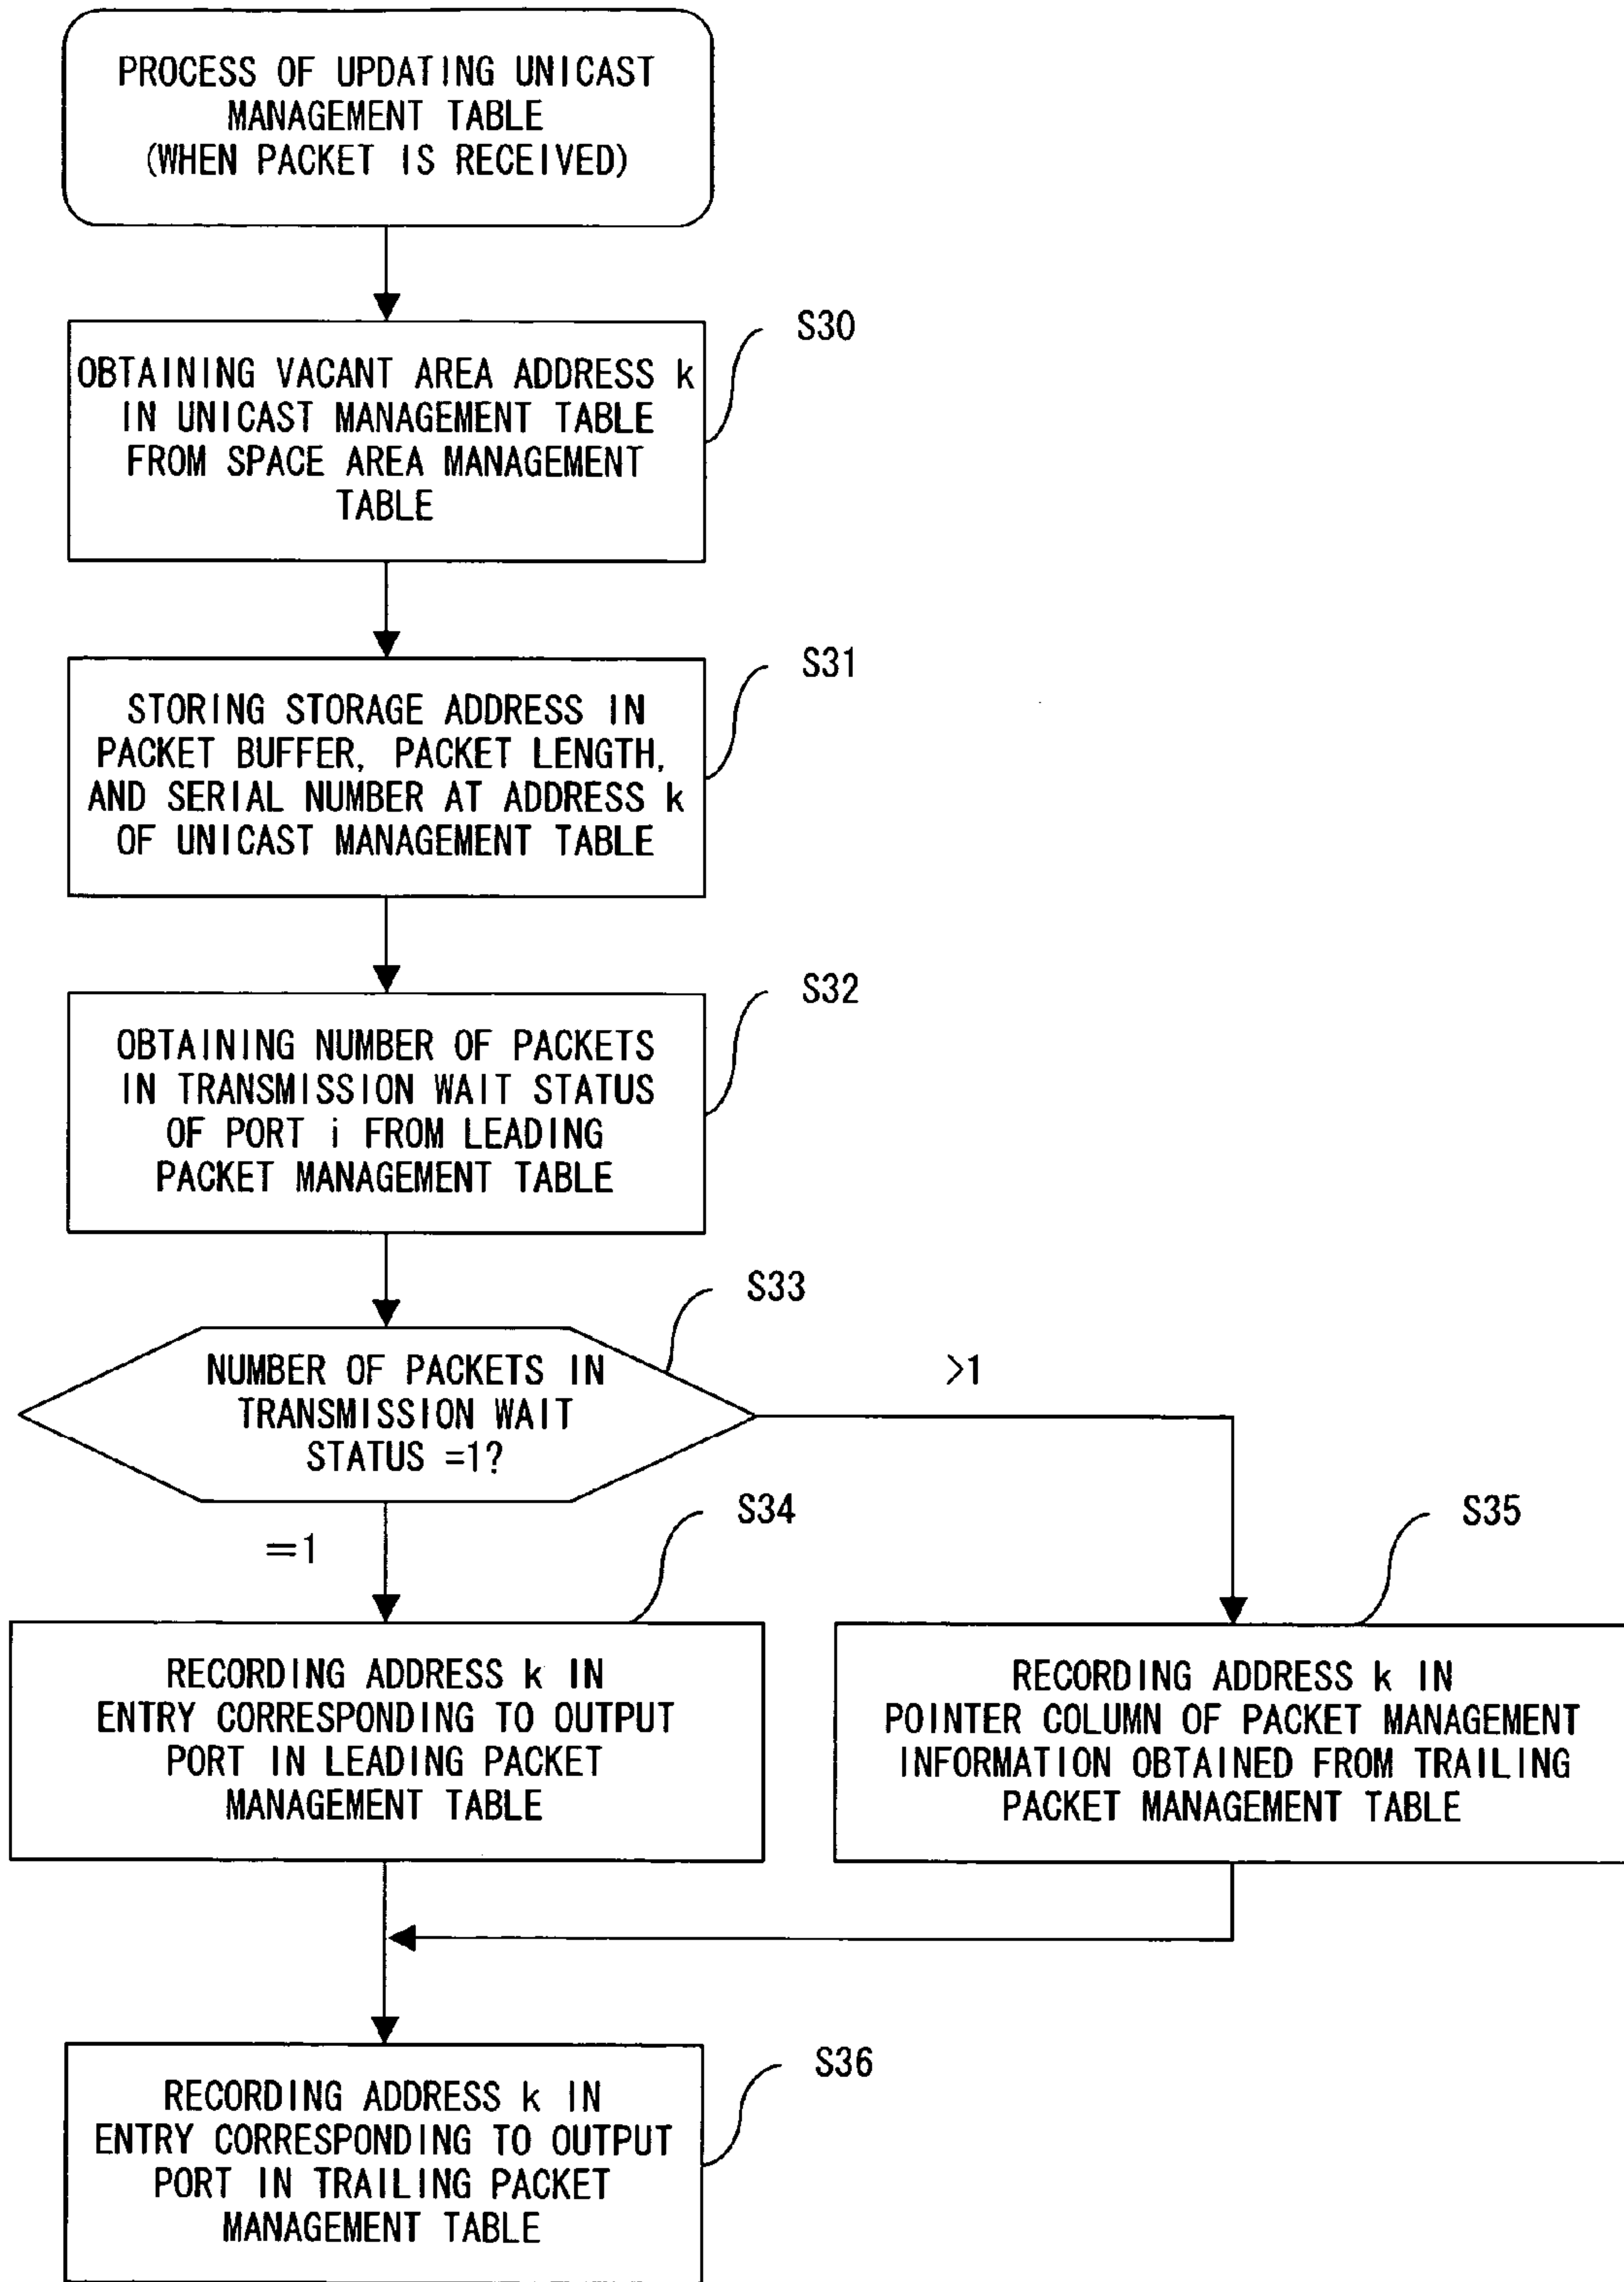 PROCESS OF UPDATING UNICAST
MANAGEMENT TABLE
(WHEN PACKET IS RECEIVED)
S30
OBTAINING VACANT AREA ADDRESS k
IN UNICAST MANAGEMENT TABLE
FROM SPACE AREA MANAGEMENT
TABLE
S31
STORING STORAGE ADDRESS IN
PACKET BUFFER, PACKET LENGTH,
AND SERIAL NUMBER AT ADDRESS k
OF UNICAST MANAGEMENT TABLE
S32
OBTAINING NUMBER OF PACKETS
IN TRANSMISSION WAIT STATUS
OF PORT i FROM LEADING
PACKET MANAGEMENT TABLE
S33
NUMBER OF PACKETS IN
TRANSMISSION WAIT
STATUS =1?
>1
=1
S34
RECORDING ADDRESS k IN
ENTRY CORRESPONDING TO OUTPUT
PORT IN LEADING PACKET
MANAGEMENT TABLE
S35
RECORDING ADDRESS k IN
POINTER COLUMN OF PACKET MANAGEMENT
INFORMATION OBTAINED FROM TRAILING
PACKET MANAGEMENT TABLE
S36
RECORDING ADDRESS k IN
ENTRY CORRESPONDING TO OUTPUT
PORT IN TRAILING PACKET
MANAGEMENT TABLE